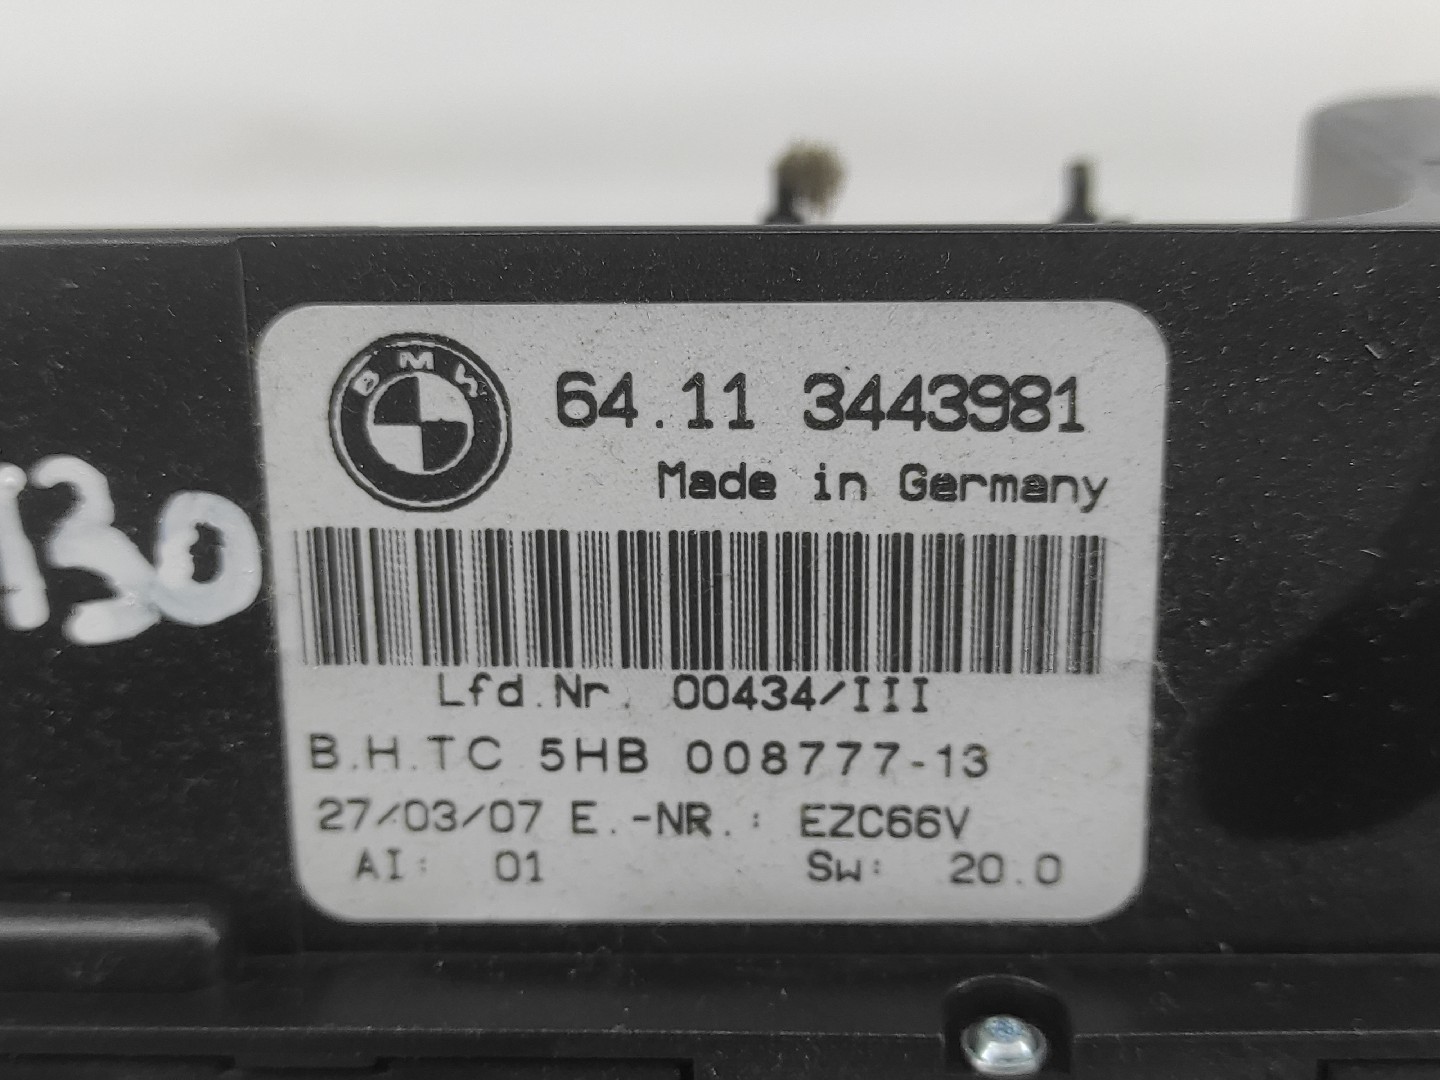 BMW
64.11 3443981
Made in Germany
130
Lfd.Nr. 00434/III
B.H.TC 5HB 008777-13
27/03/07 E.-NR.: EZC66V
AI: 01 Sw: 20.0